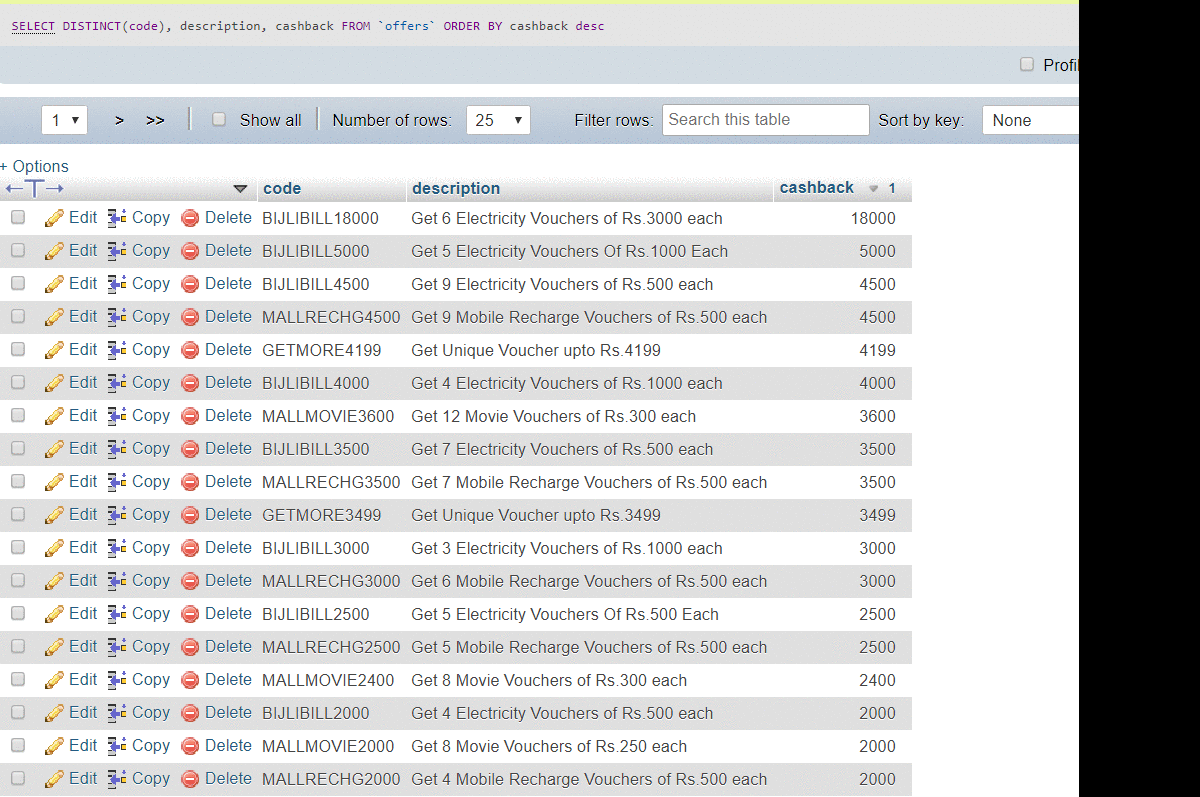 SELECT DISTINCT(code), description, cashback FROM `offers` ORDER BY cashback desc
Profil
1 > >> Show all Number of rows: 25 Filter rows: Search this table Sort by key: None
+ Options
←T→ code description cashback 1
Edit Copy Delete BIJLIBILL18000 Get 6 Electricity Vouchers of Rs.3000 each 18000
Edit Copy Delete BIJLIBILL5000 Get 5 Electricity Vouchers Of Rs.1000 Each 5000
Edit Copy Delete BIJLIBILL4500 Get 9 Electricity Vouchers of Rs.500 each 4500
Edit Copy Delete MALLRECHG4500 Get 9 Mobile Recharge Vouchers of Rs.500 each 4500
Edit Copy Delete GETMORE4199 Get Unique Voucher upto Rs.4199 4199
Edit Copy Delete BIJLIBILL4000 Get 4 Electricity Vouchers of Rs.1000 each 4000
Edit Copy Delete MALLMOVIE3600 Get 12 Movie Vouchers of Rs.300 each 3600
Edit Copy Delete BIJLIBILL3500 Get 7 Electricity Vouchers of Rs.500 each 3500
Edit Copy Delete MALLRECHG3500 Get 7 Mobile Recharge Vouchers of Rs.500 each 3500
Edit Copy Delete GETMORE3499 Get Unique Voucher upto Rs.3499 3499
Edit Copy Delete BIJLIBILL3000 Get 3 Electricity Vouchers of Rs.1000 each 3000
Edit Copy Delete MALLRECHG3000 Get 6 Mobile Recharge Vouchers of Rs.500 each 3000
Edit Copy Delete BIJLIBILL2500 Get 5 Electricity Vouchers Of Rs.500 Each 2500
Edit Copy Delete MALLRECHG2500 Get 5 Mobile Recharge Vouchers of Rs.500 each 2500
Edit Copy Delete MALLMOVIE2400 Get 8 Movie Vouchers of Rs.300 each 2400
Edit Copy Delete BIJLIBILL2000 Get 4 Electricity Vouchers of Rs.500 each 2000
Edit Copy Delete MALLMOVIE2000 Get 8 Movie Vouchers of Rs.250 each 2000
Edit Copy Delete MALLRECHG2000 Get 4 Mobile Recharge Vouchers of Rs.500 each 2000